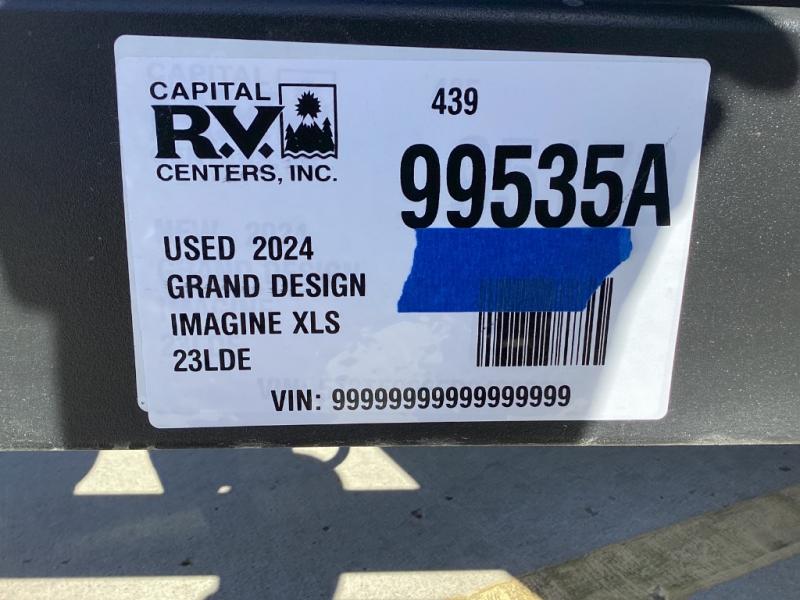 CAPITAL
R.V.
CENTERS, INC.
439
99535A
USED 2024
GRAND DESIGN
IMAGINE XLS
23LDE
VIN: 99999999999999999